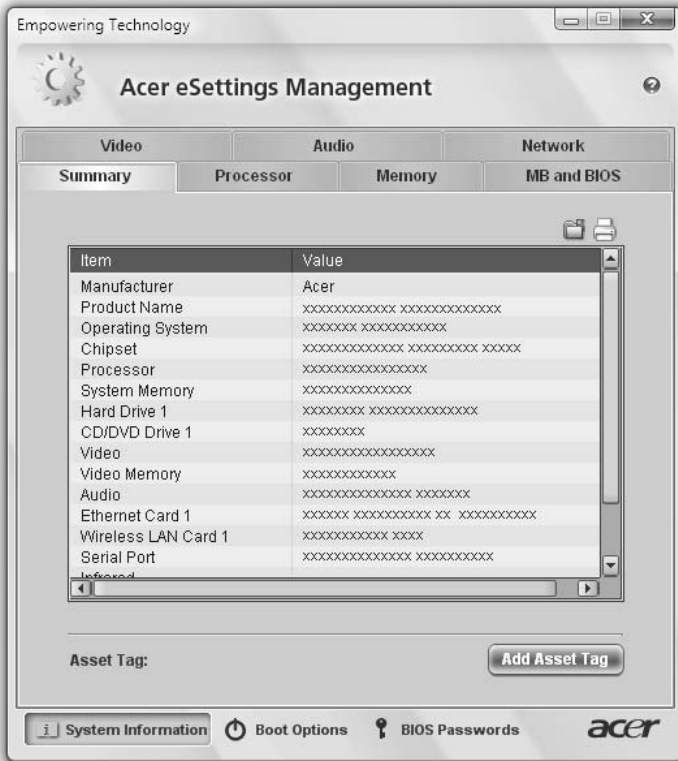 Empowering Technology
Acer eSettings Management
Video Audio Network
Summary Processor Memory MB and BIOS
Item Value
Manufacturer Acer
Product Name xxxxxxxxxxxx xxxxxxxxxxxxx
Operating System xxxxxxx xxxxxxxxxxx
Chipset xxxxxxxxxxxxx xxxxxxxxx xxxxx
Processor xxxxxxxxxxxxxxxx
System Memory xxxxxxxxxxxxxx
Hard Drive 1 xxxxxxxx xxxxxxxxxxxxxx
CD/DVD Drive 1 xxxxxxxx
Video xxxxxxxxxxxxxxxxx
Video Memory xxxxxxxxxxxx
Audio xxxxxxxxxxxxxx xxxxxxx
Ethernet Card 1 xxxxxx xxxxxxxxxx xx xxxxxxxxxx
Wireless LAN Card 1 xxxxxxxxxxx xxxx
Serial Port xxxxxxxxxxxxxx xxxxxxxxxx
Infrared
Asset Tag: Add Asset Tag
System Information Boot Options BIOS Passwords acer